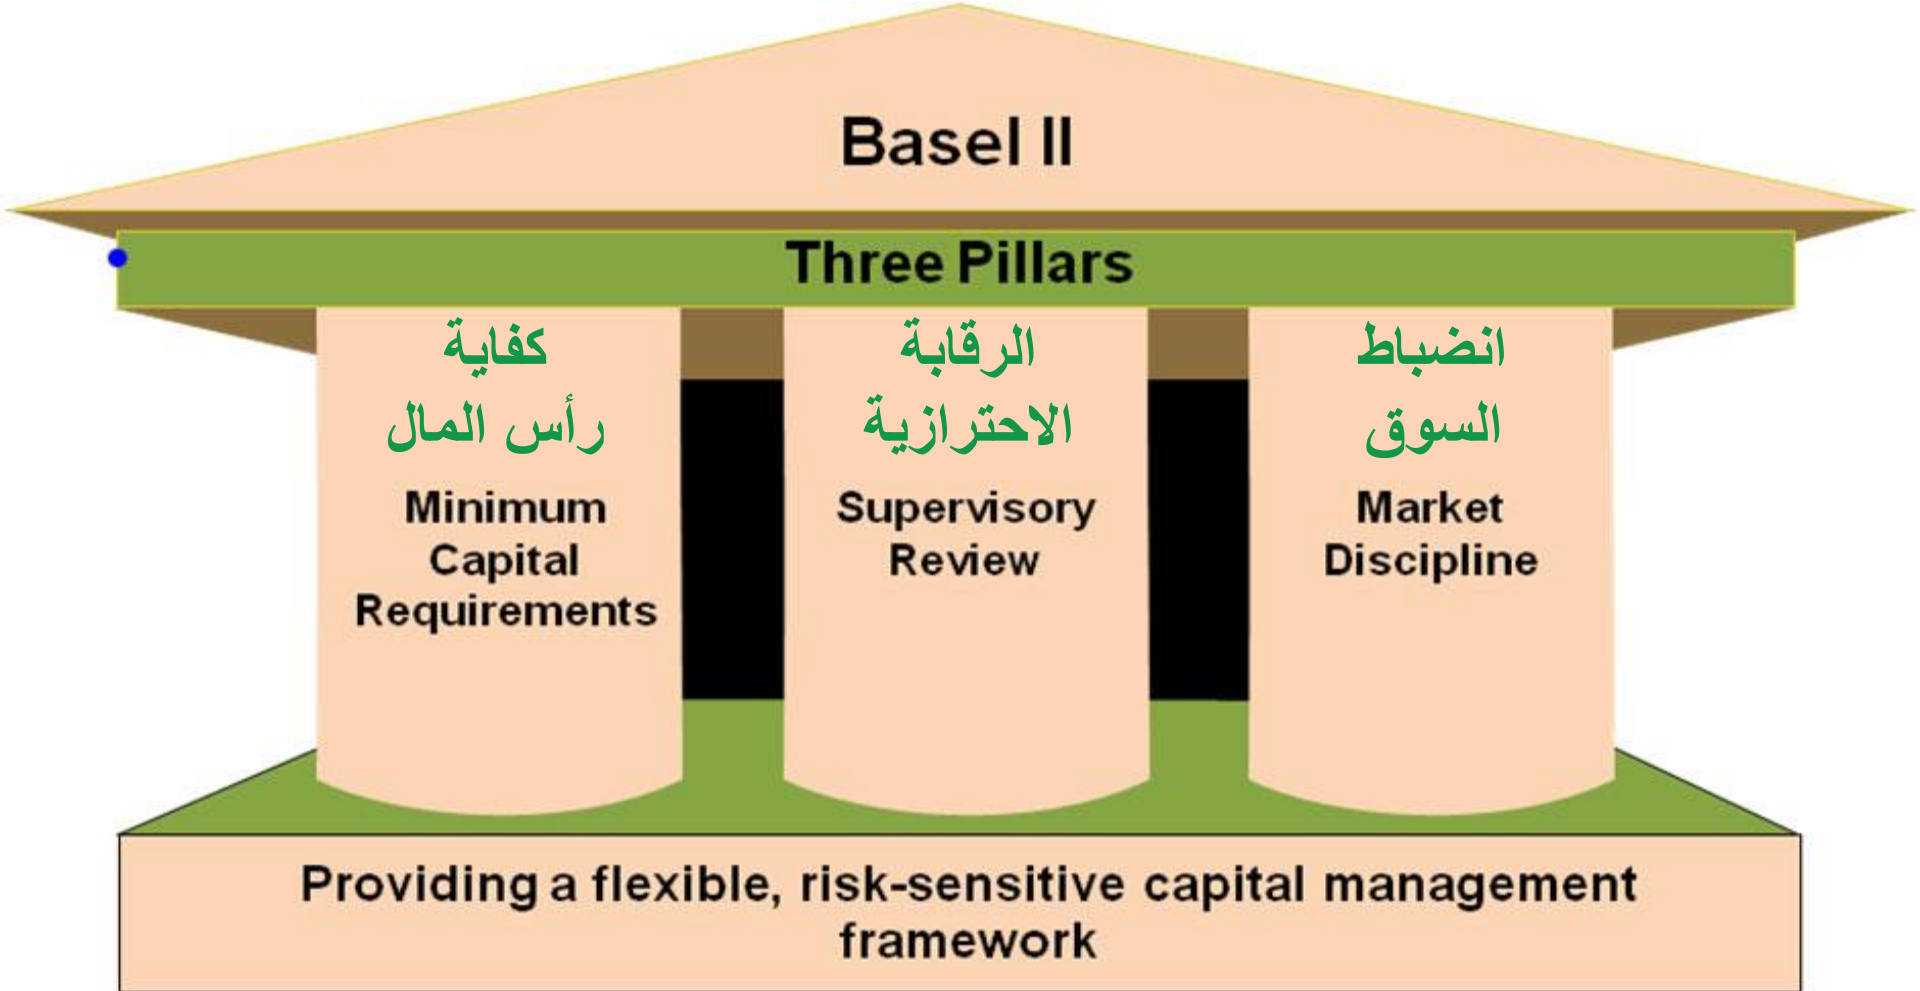 Basel II
Three Pillars
كفاية
رأس المال
Minimum
Capital
Requirements
الرقابة
الاحترازية
Supervisory
Review
انضباط
السوق
Market
Discipline
Providing a flexible, risk-sensitive capital management
framework